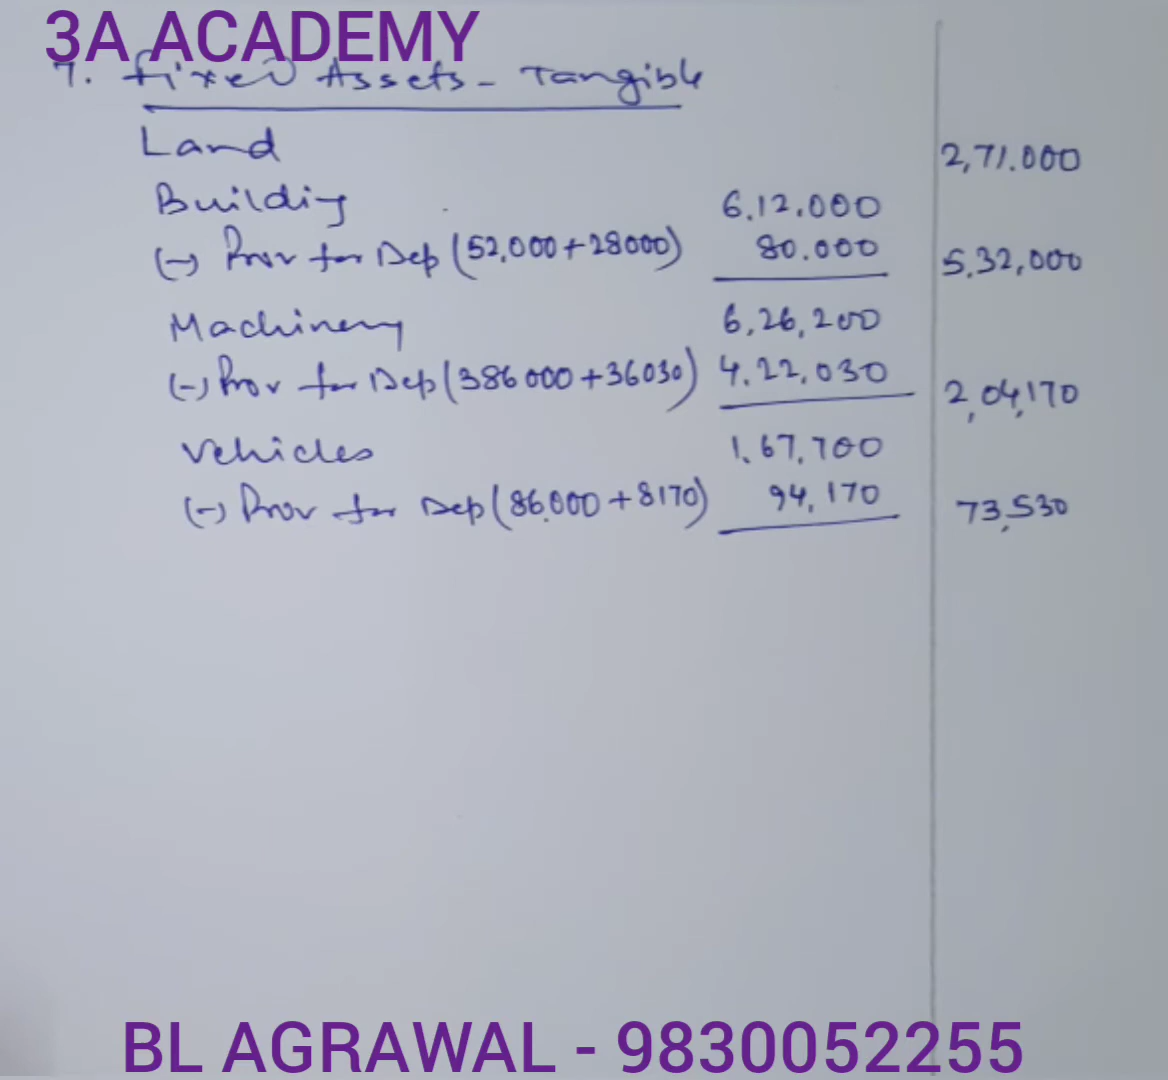 3A ACADEMY
7. Fixed Assets - Tangible
Land 2,71.000
Building 6,12,000
(-) Prov for Dep (52,000+28000) 80.000 5,32,000
Machinery 6,26,200
(-) Prov for Dep (386000+36030) 4,22,030 2,04,170
Vehicles 1,67,700
(-) Prov for Dep (86,000+8170) 94,170 73,530
BL AGRAWAL - 9830052255